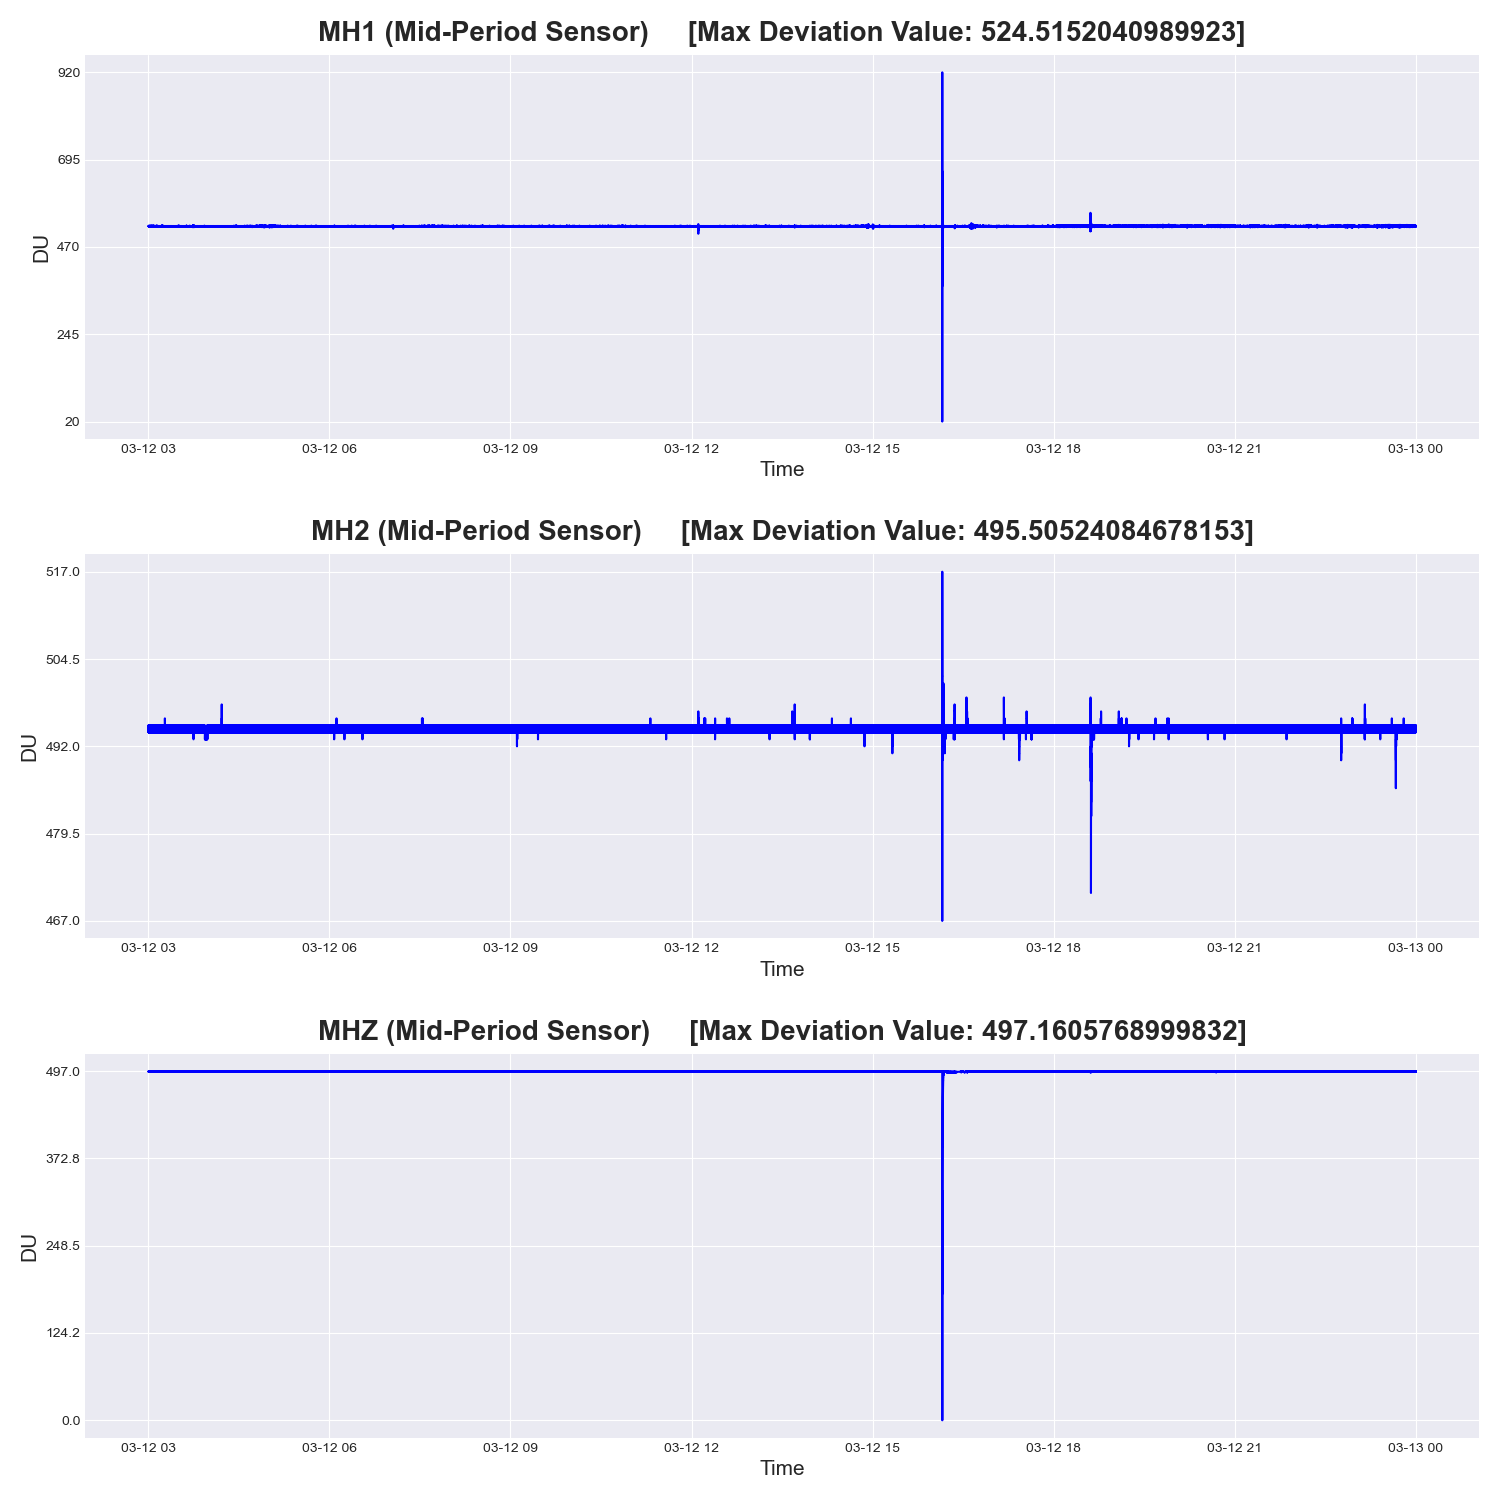 MH1 (Mid-Period Sensor) [Max Deviation Value: 524.5152040989923]
920
695
470
245
20
DU
03-12 03 03-12 06 03-12 09 03-12 12 03-12 15 03-12 18 03-12 21 03-13 00
Time
MH2 (Mid-Period Sensor) [Max Deviation Value: 495.50524084678153]
517.0
504.5
492.0
479.5
467.0
DU
03-12 03 03-12 06 03-12 09 03-12 12 03-12 15 03-12 18 03-12 21 03-13 00
Time
MHZ (Mid-Period Sensor) [Max Deviation Value: 497.1605768999832]
497.0
372.8
248.5
124.2
0.0
DU
03-12 03 03-12 06 03-12 09 03-12 12 03-12 15 03-12 18 03-12 21 03-13 00
Time